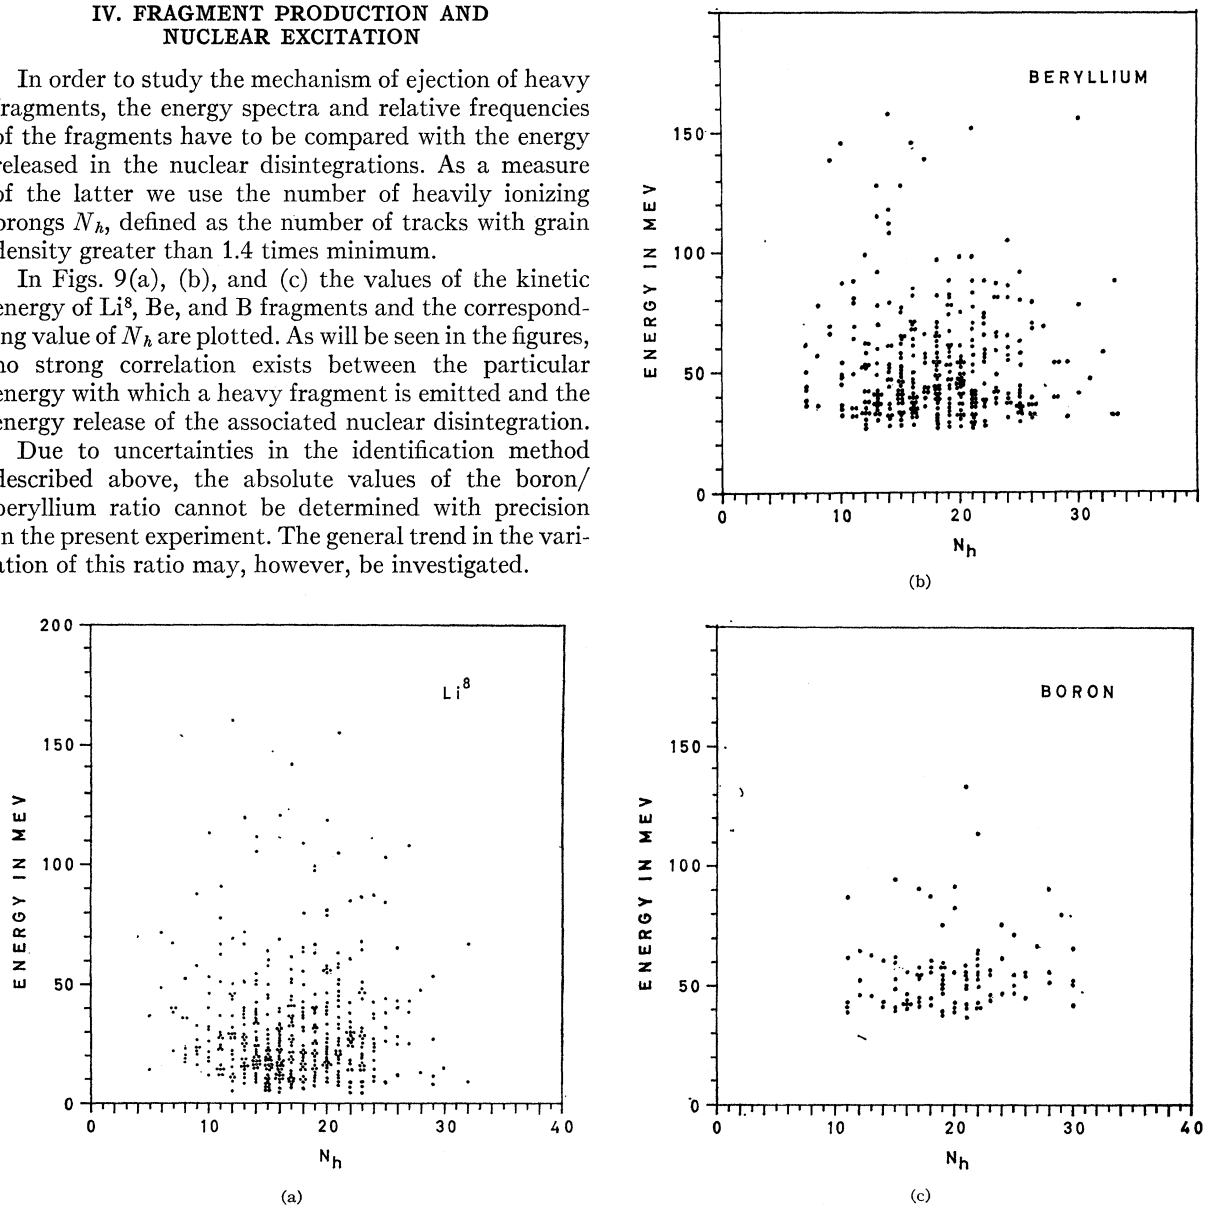 IV. FRAGMENT PRODUCTION AND
NUCLEAR EXCITATION
In order to study the mechanism of ejection of heavy
fragments, the energy spectra and relative frequencies
of the fragments have to be compared with the energy
released in the nuclear disintegrations. As a measure
of the latter we use the number of heavily ionizing
prongs Nh, defined as the number of tracks with grain
density greater than 1.4 times minimum.
In Figs. 9(a), (b), and (c) the values of the kinetic
energy of Li⁸, Be, and B fragments and the correspond-
ing value of Nh are plotted. As will be seen in the figures,
no strong correlation exists between the particular
energy with which a heavy fragment is emitted and the
energy release of the associated nuclear disintegration.
Due to uncertainties in the identification method
described above, the absolute values of the boron/
beryllium ratio cannot be determined with precision
in the present experiment. The general trend in the vari-
ation of this ratio may, however, be investigated.
BERYLLIUM
150
100
50
0
ENERGY IN MEV
10
20
30
Nh
(b)
200
150
100
50
0
ENERGY IN MEV
Li⁸
0
10
20
30
40
Nh
(a)
BORON
150
100
50
0
ENERGY IN MEV
0
10
20
30
40
Nh
(c)